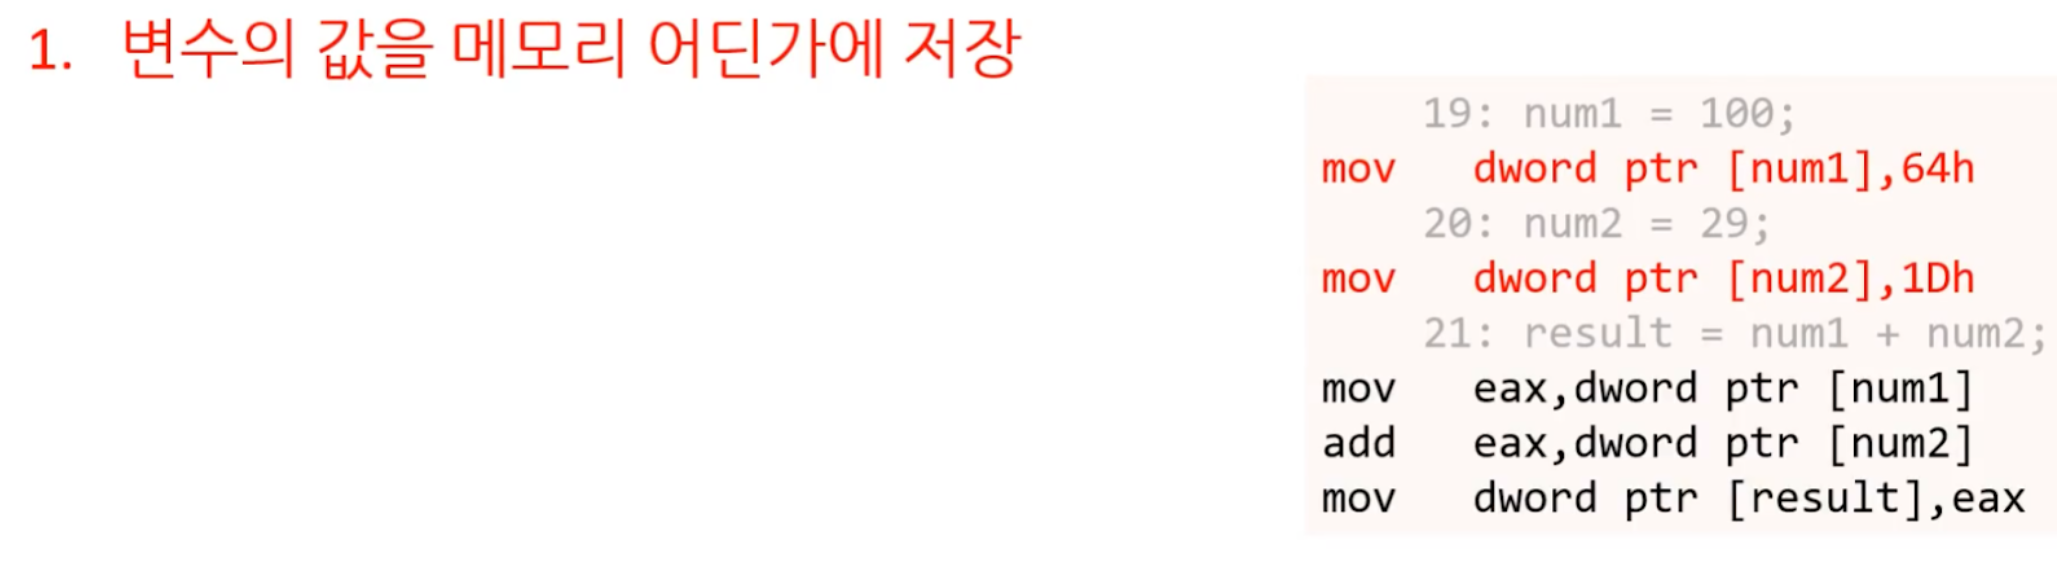 1. 변수의 값을 메모리 어딘가에 저장
19: num1 = 100;
mov dword ptr [num1],64h
20: num2 = 29;
mov dword ptr [num2],1Dh
21: result = num1 + num2;
mov eax,dword ptr [num1]
add eax,dword ptr [num2]
mov dword ptr [result],eax